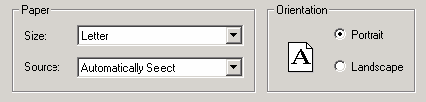 Paper
Size: Letter
Source: Automatically Seect
Orientation
A
Portrait
Landscape